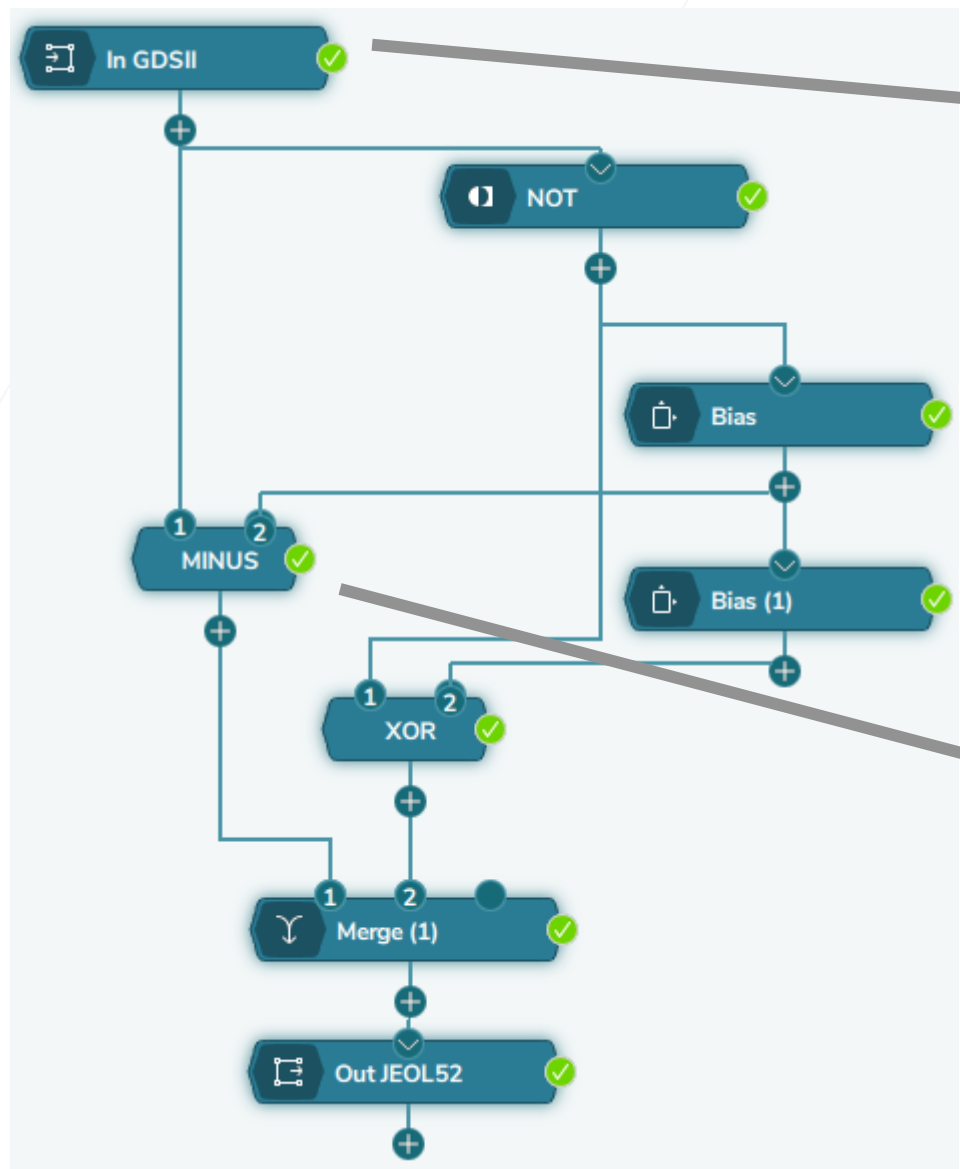 In GDSII
NOT
Bias
1 2
MINUS
Bias (1)
1 2
XOR
1 2
Merge (1)
Out JEOL52